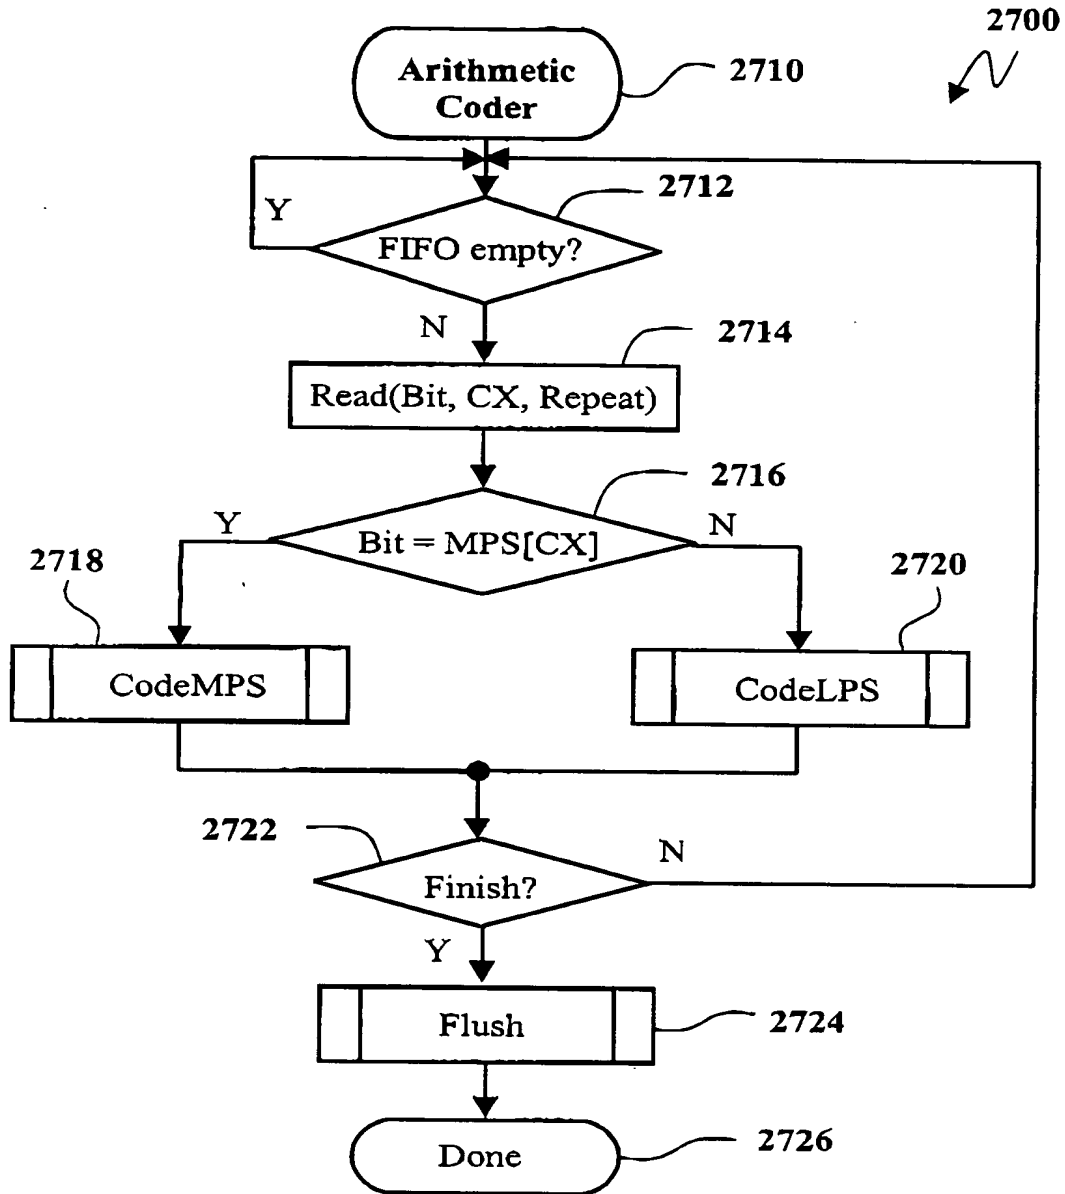 2700
Arithmetic
Coder
2710
2712
Y
FIFO empty?
N
2714
Read(Bit, CX, Repeat)
2716
Y
Bit = MPS[CX]
N
2718
2720
CodeMPS
CodeLPS
2722
N
Finish?
Y
Flush
2724
Done
2726